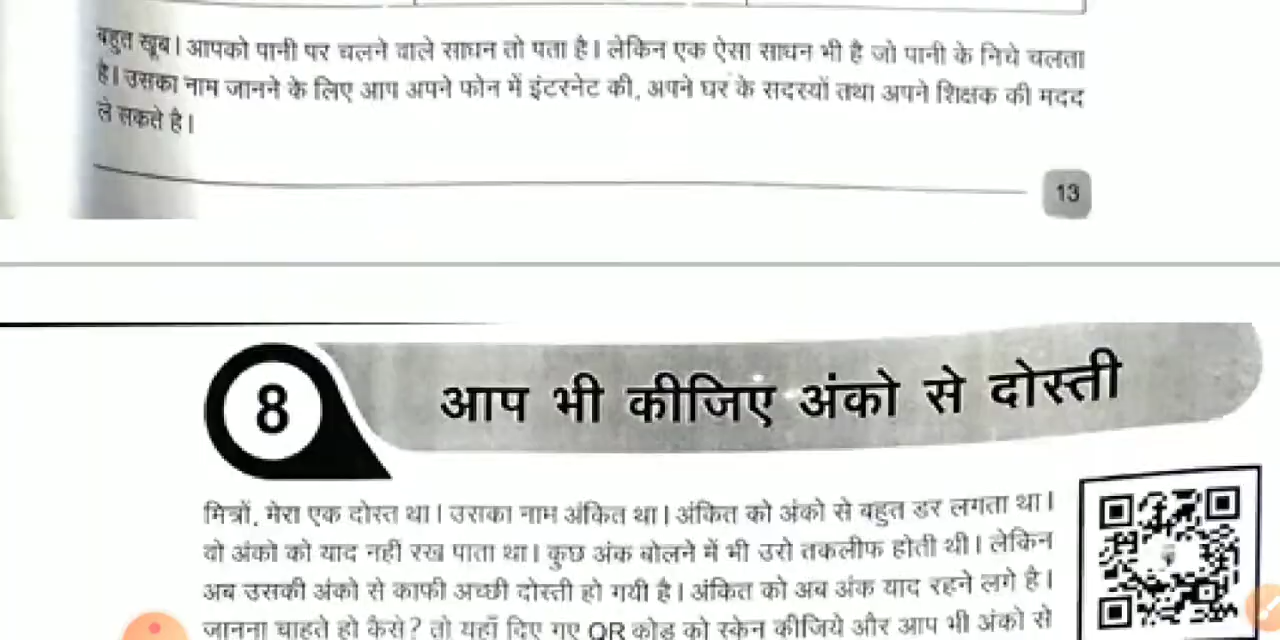 बहुत खूब। आपको पानी पर चलने वाले साधन तो पता है। लेकिन एक ऐसा साधन भी है जो पानी के निचे चलता
है। उसका नाम जानने के लिए आप अपने फोन में इंटरनेट की, अपने घर के सदस्यों तथा अपने शिक्षक की मदद
ले सकते है।
13
8
आप भी कीजिए अंको से दोस्ती
मित्रों, मेरा एक दोस्त था। उसका नाम अंकित था। अंकित को अंको से बहुत डर लगता था।
वो अंको को याद नहीं रख पाता था। कुछ अंक बोलने में भी उसे तकलीफ होती थी। लेकिन
अब उसकी अंको से काफी अच्छी दोस्ती हो गयी है। अंकित को अब अंक याद रहने लगे है।
जानना चाहते हो कैसे? तो यहाँ दिए गए QR कोड को स्केन कीजिये और आप भी अंको से